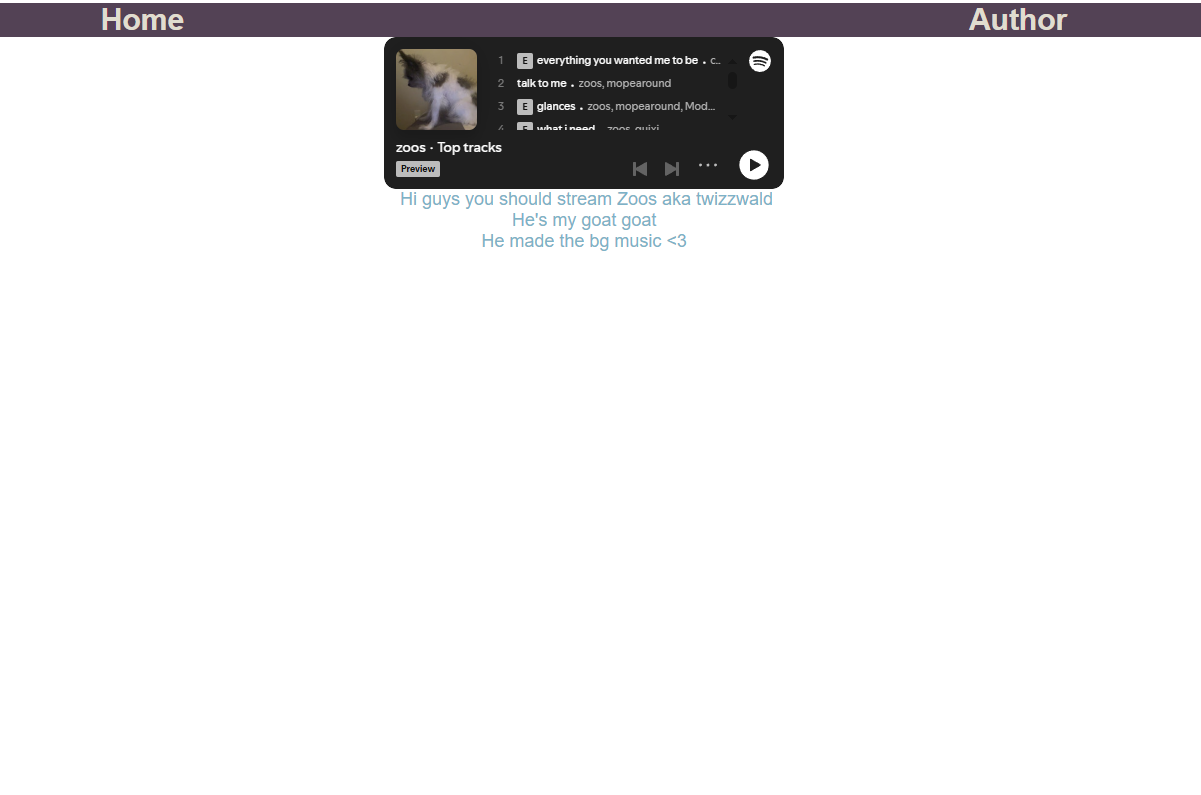 Home Author
1 E everything you wanted me to be . c..
2 talk to me . zoos, mopearound
3 E glances . zoos, mopearound, Mod...
4 E what i need . zoos, quixi
zoos · Top tracks
Preview
Hi guys you should stream Zoos aka twizzwald
He's my goat goat
He made the bg music <3